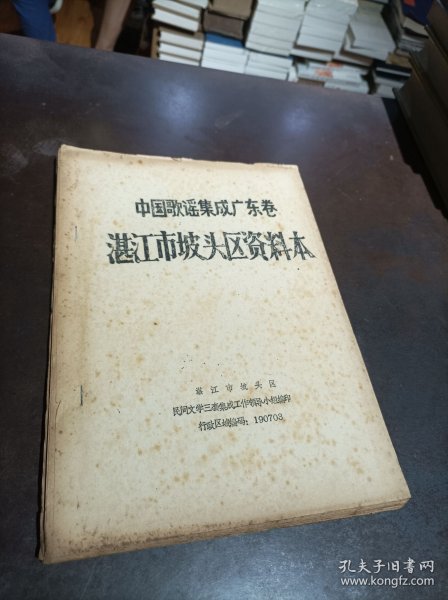 中国歌谣集成广东卷
湛江市坡头区资料本
湛江市坡头区
民间文学三套集成工作领导小组编印
行政区域编码：190703
孔夫子旧书网
www.kongfz.com